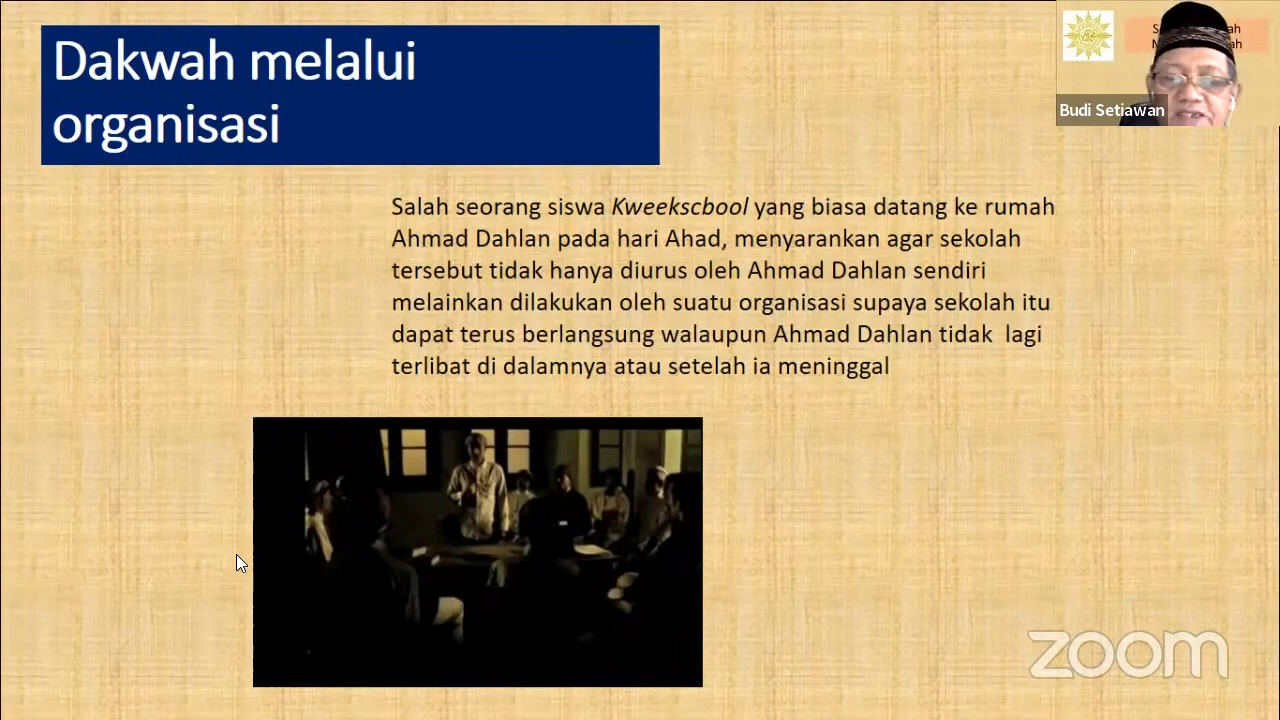 Dakwah melalui
organisasi
Budi Setiawan
Salah seorang siswa Kweekscbool yang biasa datang ke rumah
Ahmad Dahlan pada hari Ahad, menyarankan agar sekolah
tersebut tidak hanya diurus oleh Ahmad Dahlan sendiri
melainkan dilakukan oleh suatu organisasi supaya sekolah itu
dapat terus berlangsung walaupun Ahmad Dahlan tidak lagi
terlibat di dalamnya atau setelah ia meninggal
zoom